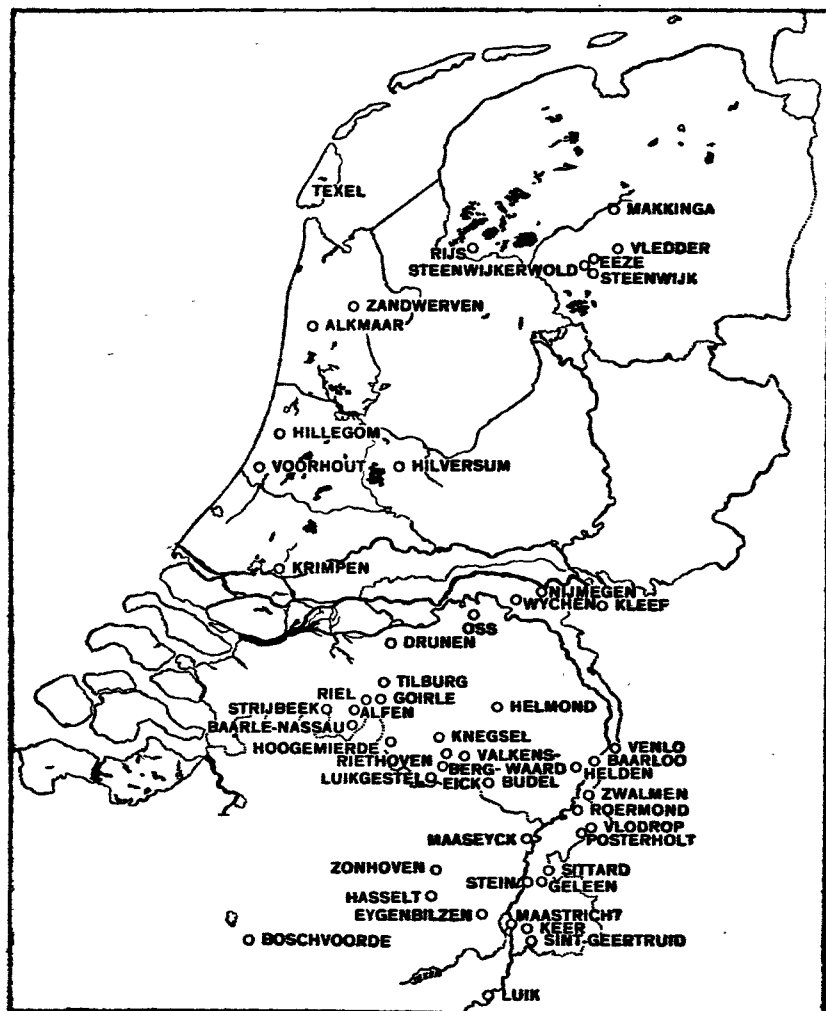 TEXEL
MAKKINGA
RIJS
VLEDDER
STEENWIJKERWOLD
EEZE
STEENWIJK
ZANDWERVEN
ALKMAAR
HILLEGOM
VOORHOUT
HILVERSUM
KRIMPEN
NIJMEGEN
WYCHEN
KLEEF
OSS
DRUNEN
TILBURG
RIEL
GOIRLE
STRIJBEEK
ALFEN
HELMOND
BAARLE-NASSAU
KNEGSEL
HOOGEMIERDE
VENLO
RIETHOVEN
VALKENS-
BAARLOO
BERG-WAARD
HELDEN
LUIKGESTEL
EICK
BUDEL
ZWALMEN
ROERMOND
VLODROP
MAASEYCK
POSTERHOLT
ZONHOVEN
SITTARD
STEIN
GELEEN
HASSELT
EYGENBILZEN
MAASTRICHT
KEER
BOSCHVOORDE
SINT-GEERTRUID
LUIK